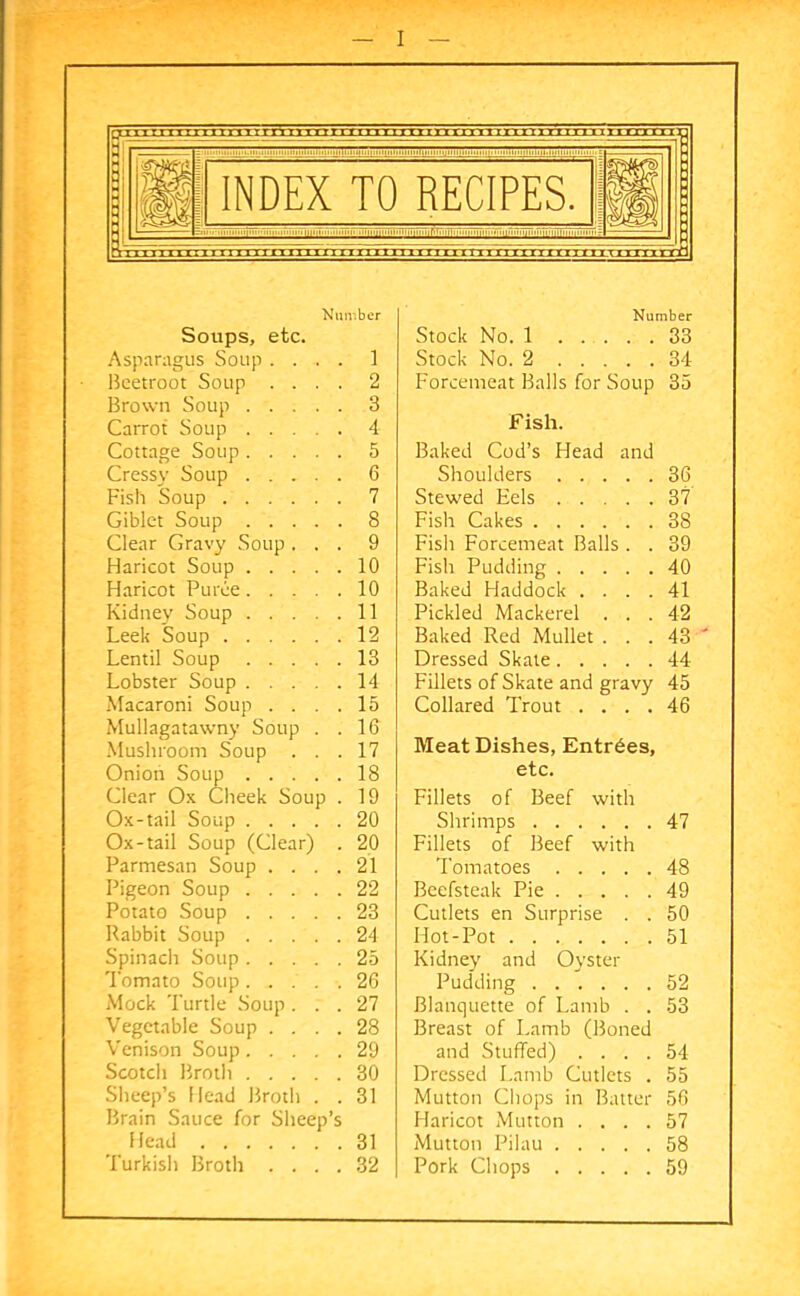 — I —
INDEX TO RECIPES.
Number
Soups, etc.
Asparagus Soup . . . . 1
Beetroot Soup . . . . 2
Brown Soup . . . . . 3
Carrot Soup . . . . . 4
Cottage Soup . . . . . 5
Cressy Soup . . . . . 6
Fish Soup . . . . . . 7
Giblet Soup . . . . . 8
Clear Gravy Soup . . . 9
Haricot Soup . . . . . 10
Haricot Purée . . . . . 10
Kidney Soup . . . . . 11
Leek Soup . . . . . . 12
Lentil Soup . . . . . 13
Lobster Soup . . . . . 14
Macaroni Soup . . . . 15
Mullagatawny Soup . . 16
Mushroom Soup . . . 17
Onion Soup . . . . . 18
Clear Ox Cheek Soup . 19
Ox-tail Soup . . . . . 20
Ox-tail Soup (Clear) . 20
Parmesan Soup . . . . 21
Pigeon Soup . . . . . 22
Potato Soup . . . . . 23
Rabbit Soup . . . . . 24
Spinach Soup . . . . . 25
Tomato Soup . . . . . 26
Mock Turtle Soup . . . 27
Vegetable Soup . . . . 28
Venison Soup . . . . . 29
Scotch Broth . . . . . 30
Sheep's Head Broth . . 31
Brain Sauce for Sheep's
Head . . . . . . . 31
Turkish Broth . . . . 32
Number
Stock No. 1 . . . . . . 33
Stock No. 2 . . . . . 34
Forcemeat Balls for Soup 35
Fish.
Baked Cod's Head and
Shoulders . . . . . 36
Stewed Eels . . . . . 37
Fish Cakes . . . . . . 38
Fish Forcemeat Balls . . 39
Fish Pudding . . . . . 40
Baked Haddock . . . . 41
Pickled Mackerel . . . 42
Baked Red Mullet . . . 43
Dressed Skate . . . . . 44
Fillets of Skate and gravy 45
Collared Trout . . . . 46
Meat Dishes, Entrées,
etc.
Fillets of Beef with
Shrimps . . . . . . 47
Fillets of Beef with
Tomatoes . . . . . 48
Beefsteak Pie . . . . . 49
Cutlets en Surprise . . 50
Hot-Pot . . . . . . . 51
Kidney and Oyster
Pudding . . . . . . 52
Blanquette of Lamb . . 53
Breast of Lamb (Boned
and Stuffed) . . . . 54
Dressed Lamb Cutlets . 55
Mutton Chops in Batter 56
Haricot Mutton . . . . 57
Mutton Pilau . . . . . 58
Pork Chops . . . . . 59